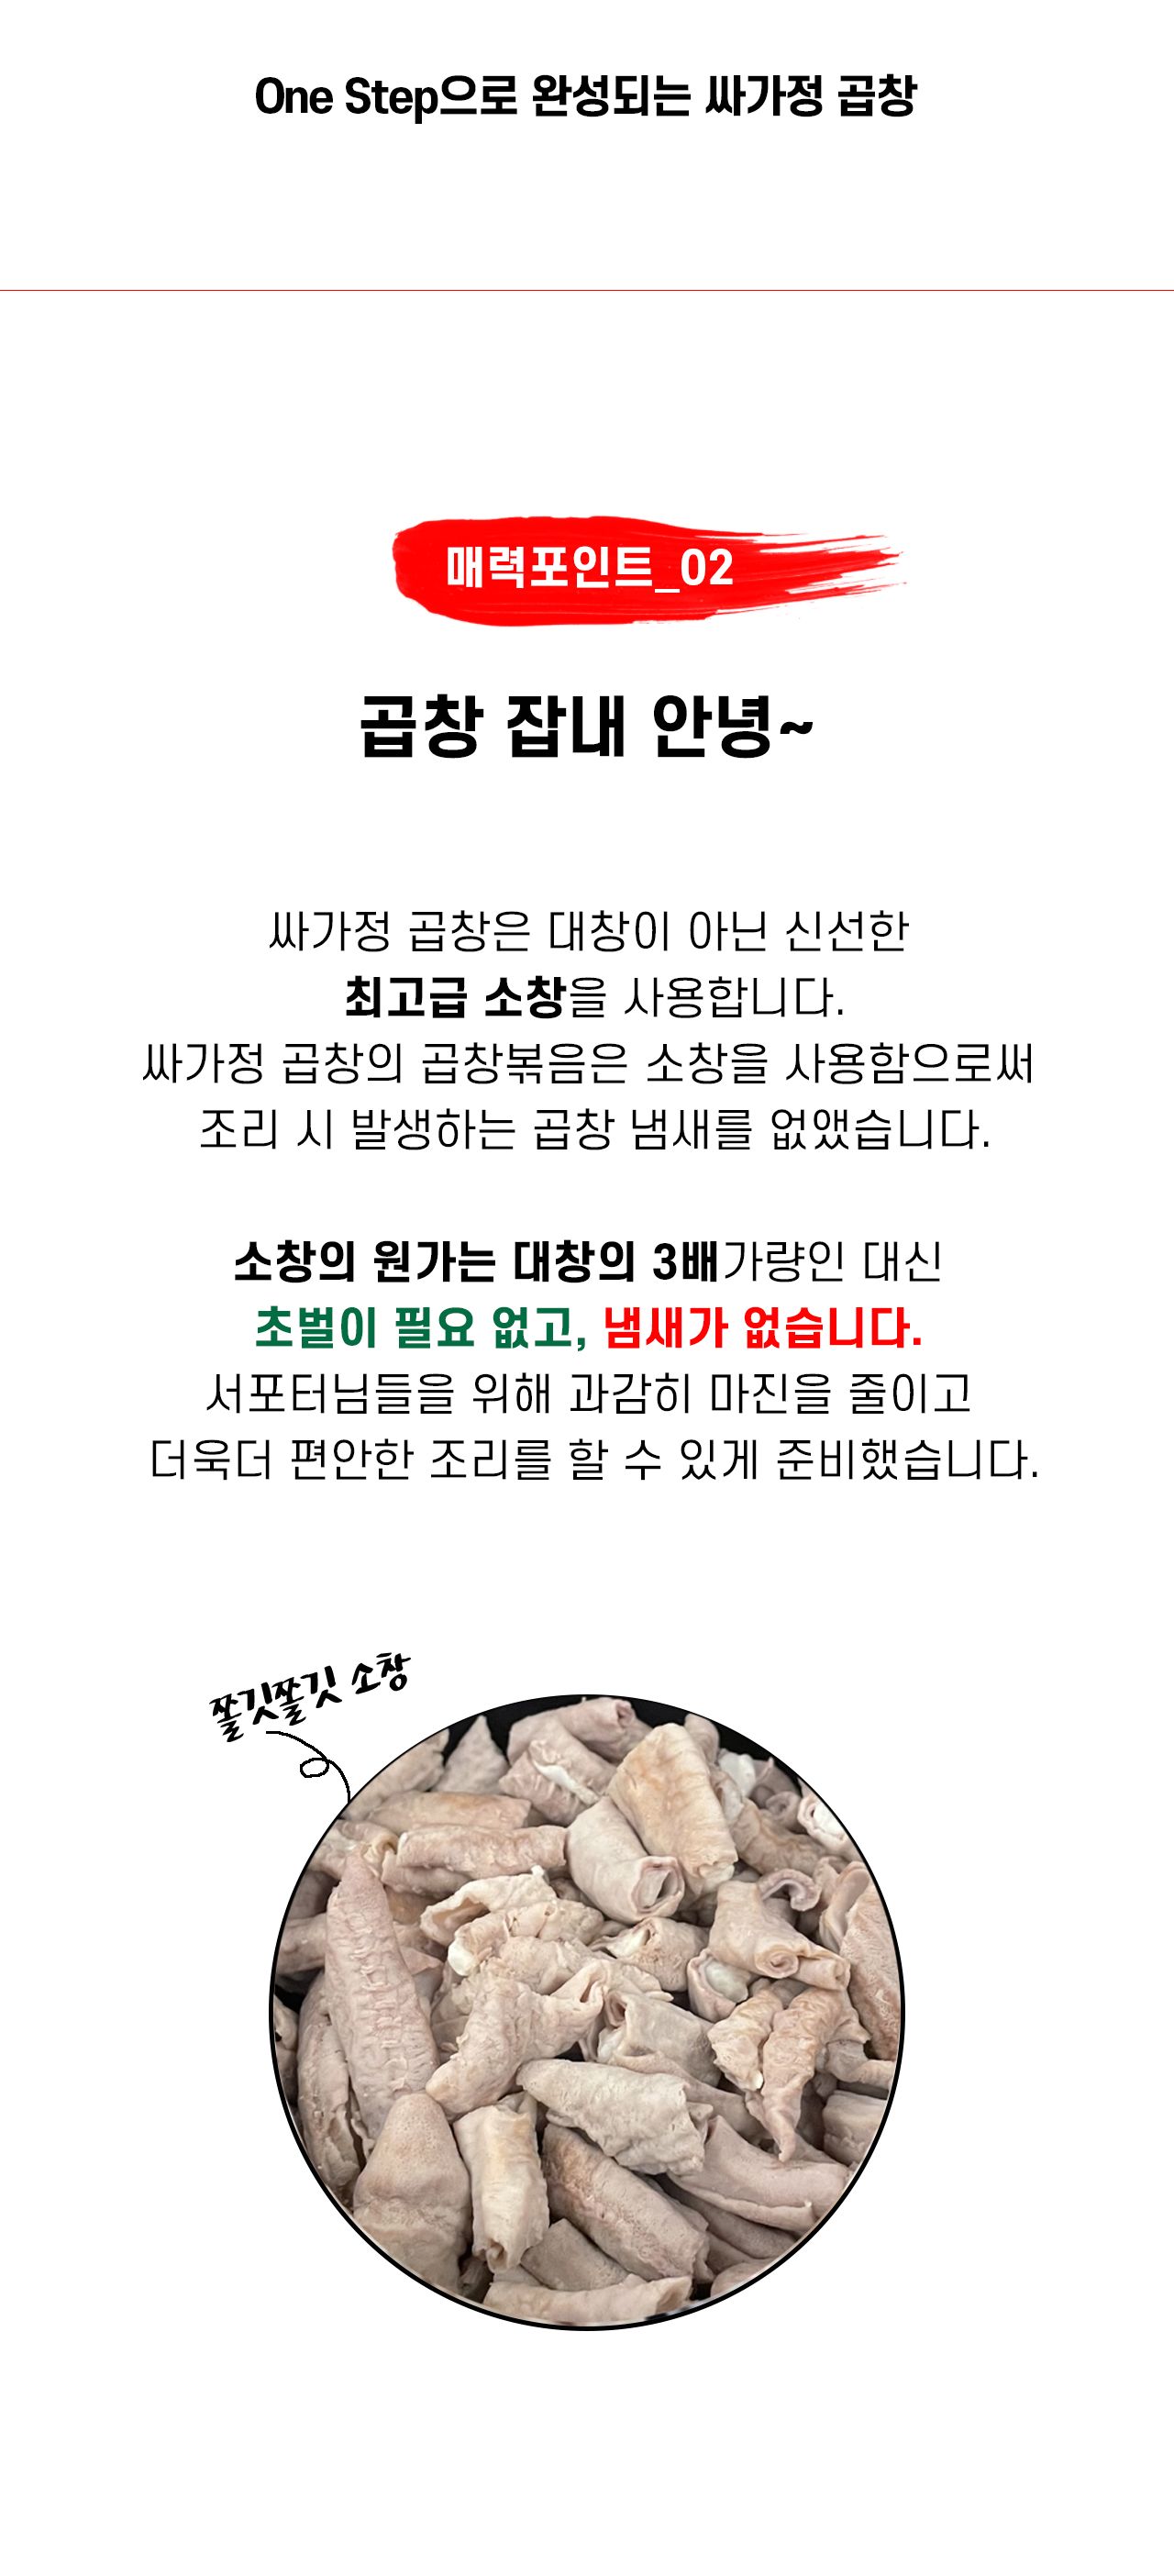 One Step으로 완성되는 싸가정 곱창
매력포인트_02
곱창 잡내 안녕~
싸가정 곱창은 대창이 아닌 신선한
최고급 소창을 사용합니다.
싸가정 곱창의 곱창볶음은 소창을 사용함으로써
조리 시 발생하는 곱창 냄새를 없앴습니다.
소창의 원가는 대창의 3배가량인 대신
초벌이 필요 없고, 냄새가 없습니다.
서포터님들을 위해 과감히 마진을 줄이고
더욱더 편안한 조리를 할 수 있게 준비했습니다.
쫄깃쫄깃 소창